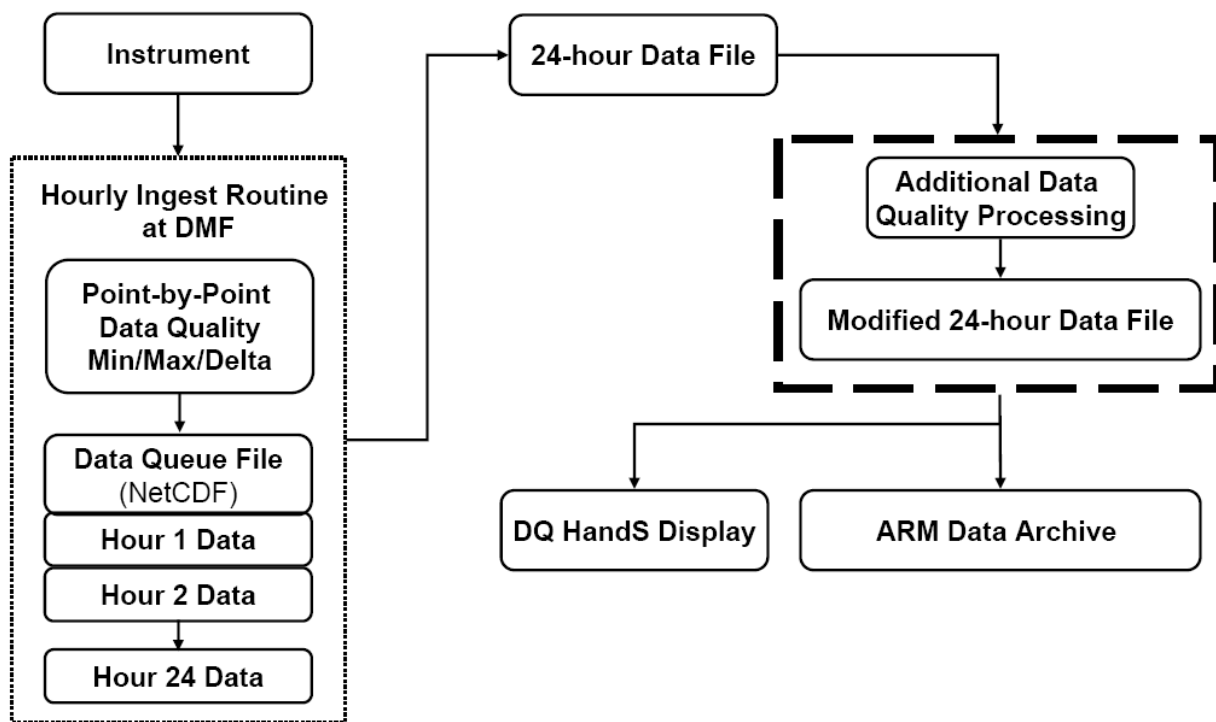 Instrument
Hourly Ingest Routine
at DMF
Point-by-Point
Data Quality
Min/Max/Delta
Data Queue File
(NetCDF)
Hour 1 Data
Hour 2 Data
Hour 24 Data
24-hour Data File
Additional Data
Quality Processing
Modified 24-hour Data File
DQ HandS Display
ARM Data Archive